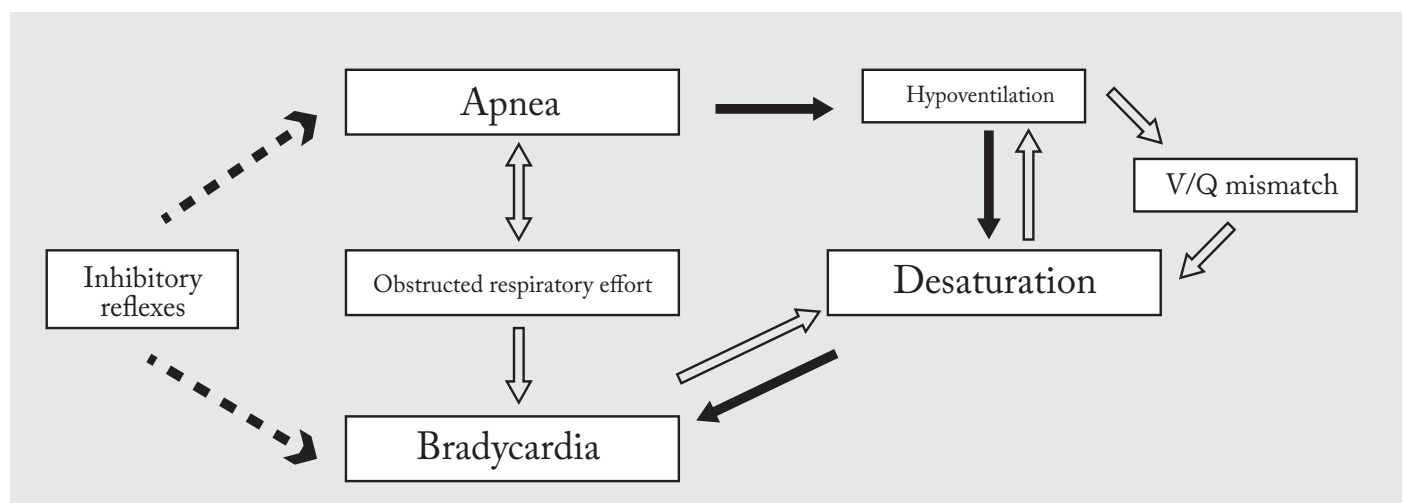 Apnea
Hypoventilation
V/Q mismatch
Inhibitory
reflexes
Obstructed respiratory effort
Desaturation
Bradycardia